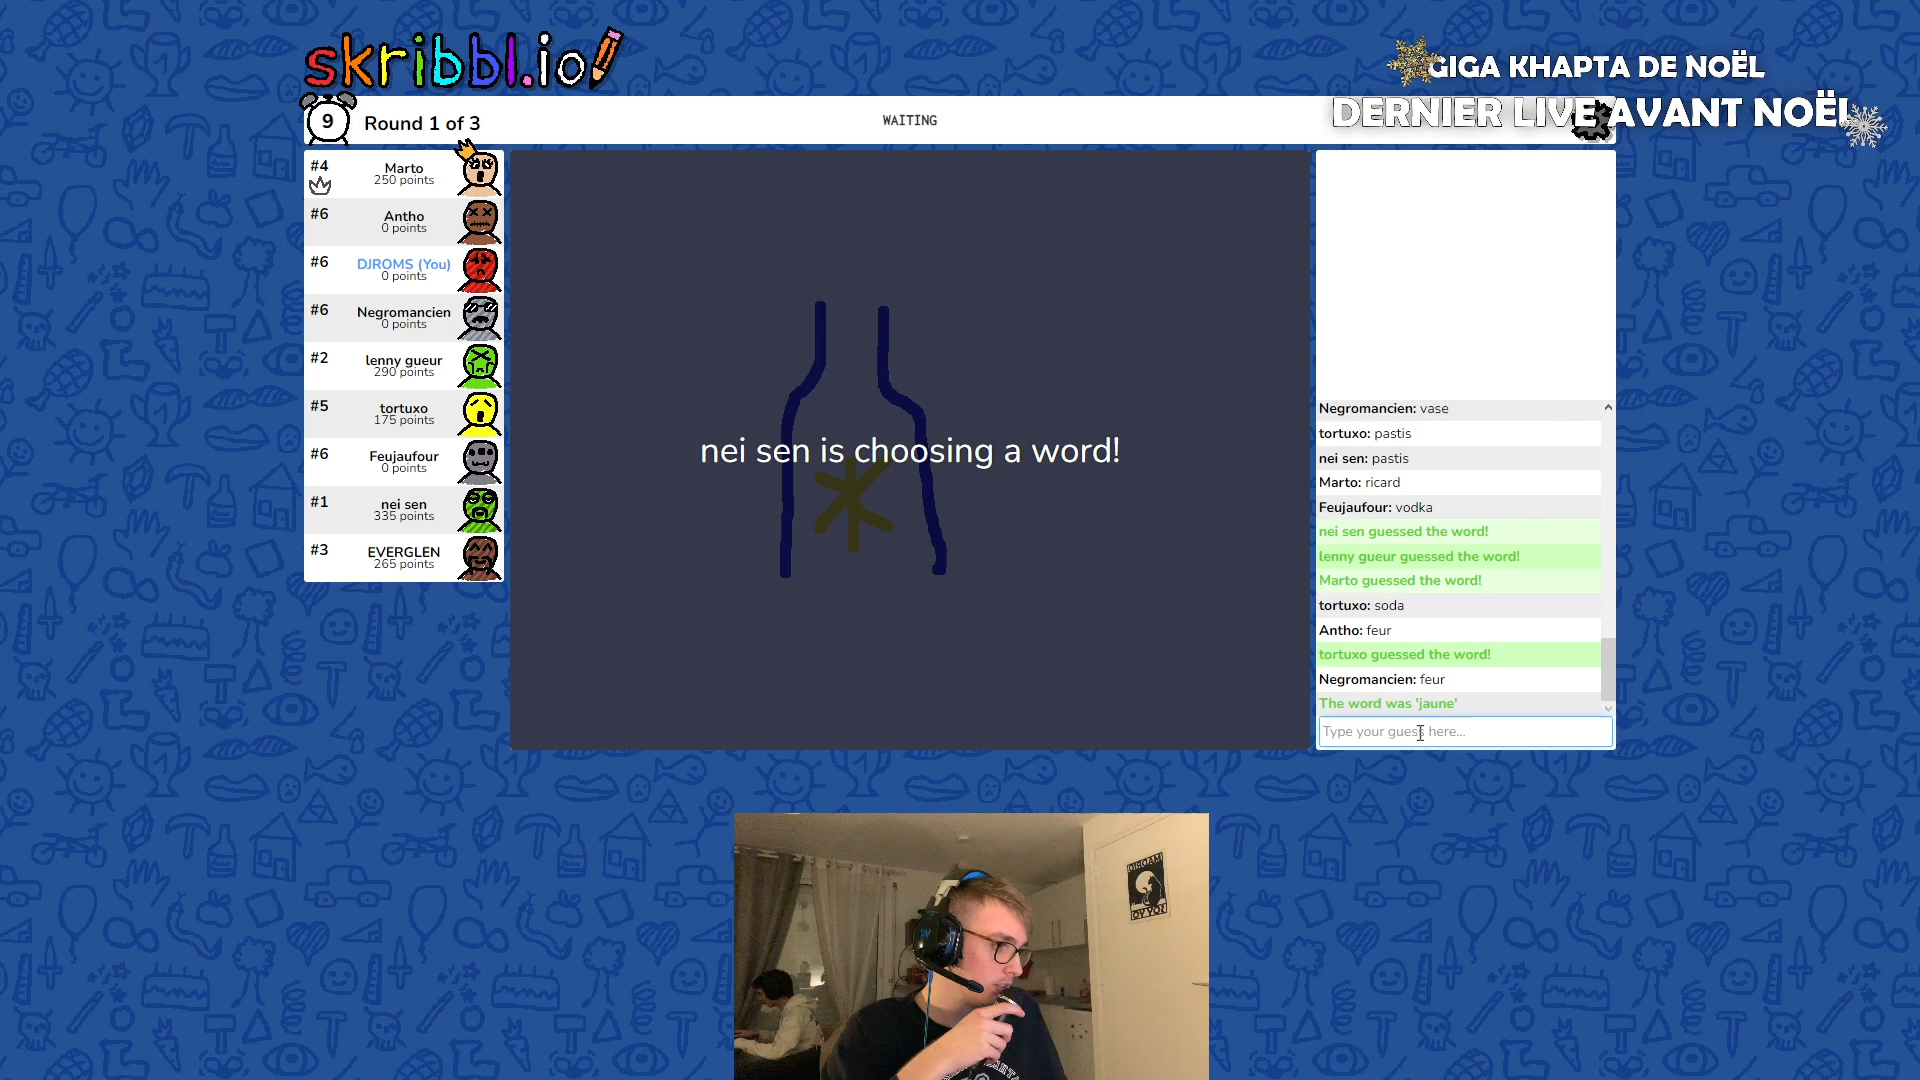 skribbl.io
GIGA KHAPTA DE NOËL
DERNIER LIVE AVANT NOËL
9
Round 1 of 3
WAITING
#4
Marto
250 points
#6
Antho
0 points
#6
DJROMS (You)
0 points
#6
Negromancien
0 points
#2
lenny gueur
290 points
#5
tortuxo
175 points
#6
Feujaufour
0 points
#1
nei sen
335 points
#3
EVERGLEN
265 points
nei sen is choosing a word!
Negromancien: vase
tortuxo: pastis
nei sen: pastis
Marto: ricard
Feujaufour: vodka
nei sen guessed the word!
lenny gueur guessed the word!
Marto guessed the word!
tortuxo: soda
Antho: feur
tortuxo guessed the word!
Negromancien: feur
The word was 'jaune'
Type your guess here...